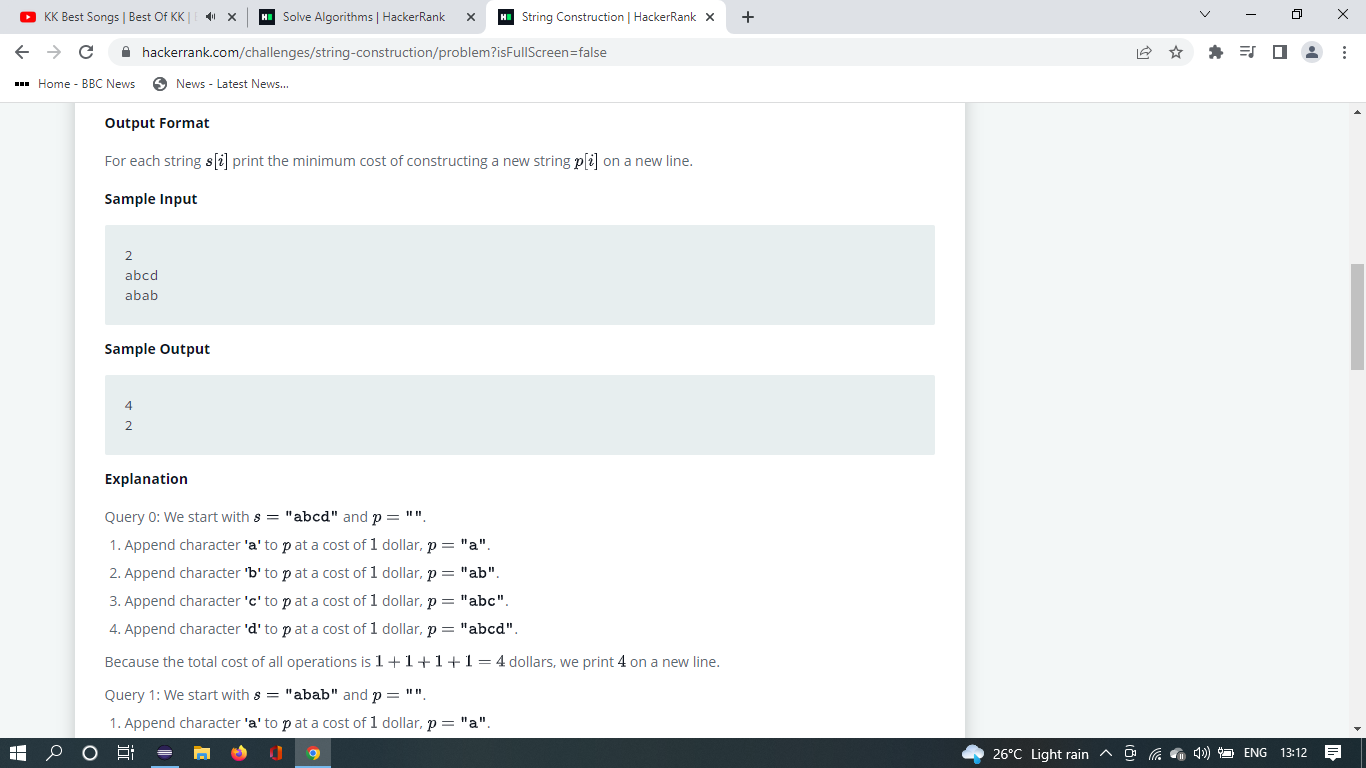 KK Best Songs | Best Of KK |
Solve Algorithms | HackerRank
String Construction | HackerRank
hackerrank.com/challenges/string-construction/problem?isFullScreen=false
Home - BBC News
News - Latest News...
Output Format
For each string s[i] print the minimum cost of constructing a new string p[i] on a new line.
Sample Input
2
abcd
abab
Sample Output
4
2
Explanation
Query 0: We start with s = "abcd" and p = "".
1. Append character 'a' to p at a cost of 1 dollar, p = "a".
2. Append character 'b' to p at a cost of 1 dollar, p = "ab".
3. Append character 'c' to p at a cost of 1 dollar, p = "abc".
4. Append character 'd' to p at a cost of 1 dollar, p = "abcd".
Because the total cost of all operations is 1 + 1 + 1 + 1 = 4 dollars, we print 4 on a new line.
Query 1: We start with s = "abab" and p = "".
1. Append character 'a' to p at a cost of 1 dollar, p = "a".
26°C Light rain
ENG
13:12